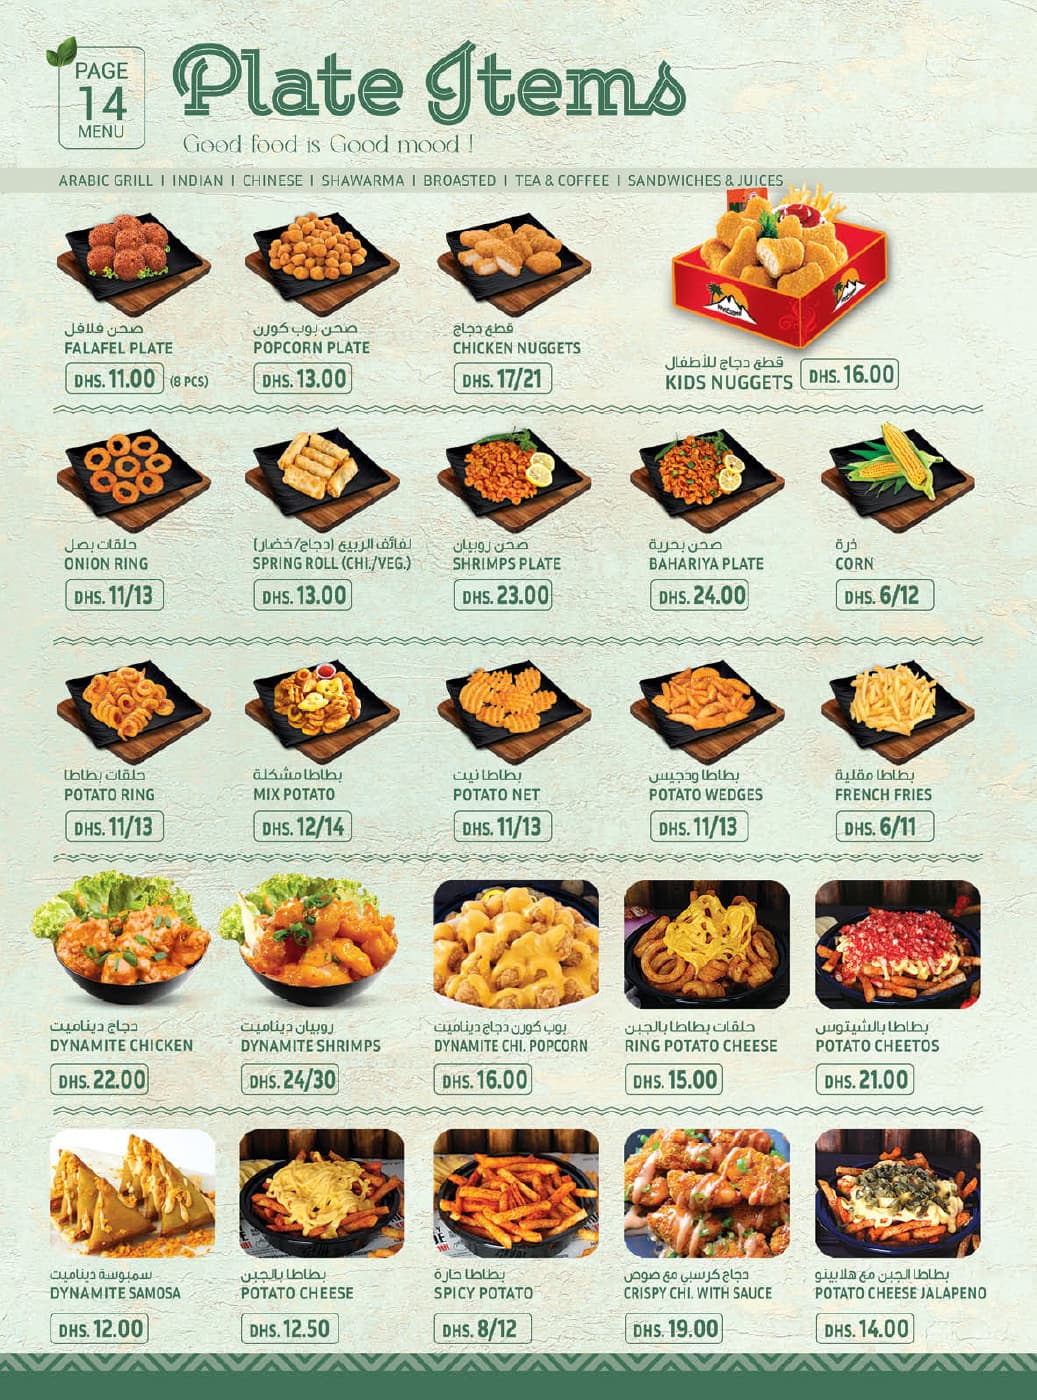 PAGE
14
MENU
Plate Items
Good food is Good mood !
ARABIC GRILL I INDIAN I CHINESE I SHAWARMA I BROASTED I TEA & COFFEE I SANDWICHES & JUICES
صحن فلافل
FALAFEL PLATE
DHS. 11.00 (8 PCS)
صحن بوب كورن
POPCORN PLATE
DHS. 13.00
قطع دجاج
CHICKEN NUGGETS
DHS. 17/21
قطع دجاج للأطفال
KIDS NUGGETS
DHS. 16.00
حلقات بصل
ONION RING
DHS. 11/13
لفائف الربيع (دجاج/خضار)
SPRING ROLL (CHI./VEG.)
DHS. 13.00
صحن روبيان
SHRIMPS PLATE
DHS. 23.00
صحن بحرية
BAHARIYA PLATE
DHS. 24.00
ذرة
CORN
DHS. 6/12
حلقات بطاطا
POTATO RING
DHS. 11/13
بطاطا مشكلة
MIX POTATO
DHS. 12/14
بطاطا نيت
POTATO NET
DHS. 11/13
بطاطا ودجيس
POTATO WEDGES
DHS. 11/13
بطاطا مقلية
FRENCH FRIES
DHS. 6/11
دجاج ديناميت
DYNAMITE CHICKEN
DHS. 22.00
روبيان ديناميت
DYNAMITE SHRIMPS
DHS. 24/30
بوب كورن دجاج ديناميت
DYNAMITE CHI. POPCORN
DHS. 16.00
حلقات بطاطا بالجبن
RING POTATO CHEESE
DHS. 15.00
بطاطا بالشيتوس
POTATO CHEETOS
DHS. 21.00
سمبوسة ديناميت
DYNAMITE SAMOSA
DHS. 12.00
بطاطا بالجبن
POTATO CHEESE
DHS. 12.50
بطاطا حارة
SPICY POTATO
DHS. 8/12
دجاج كرسبي مع صوص
CRISPY CHI. WITH SAUCE
DHS. 19.00
بطاطا الجبن مع هلابينو
POTATO CHEESE JALAPENO
DHS. 14.00